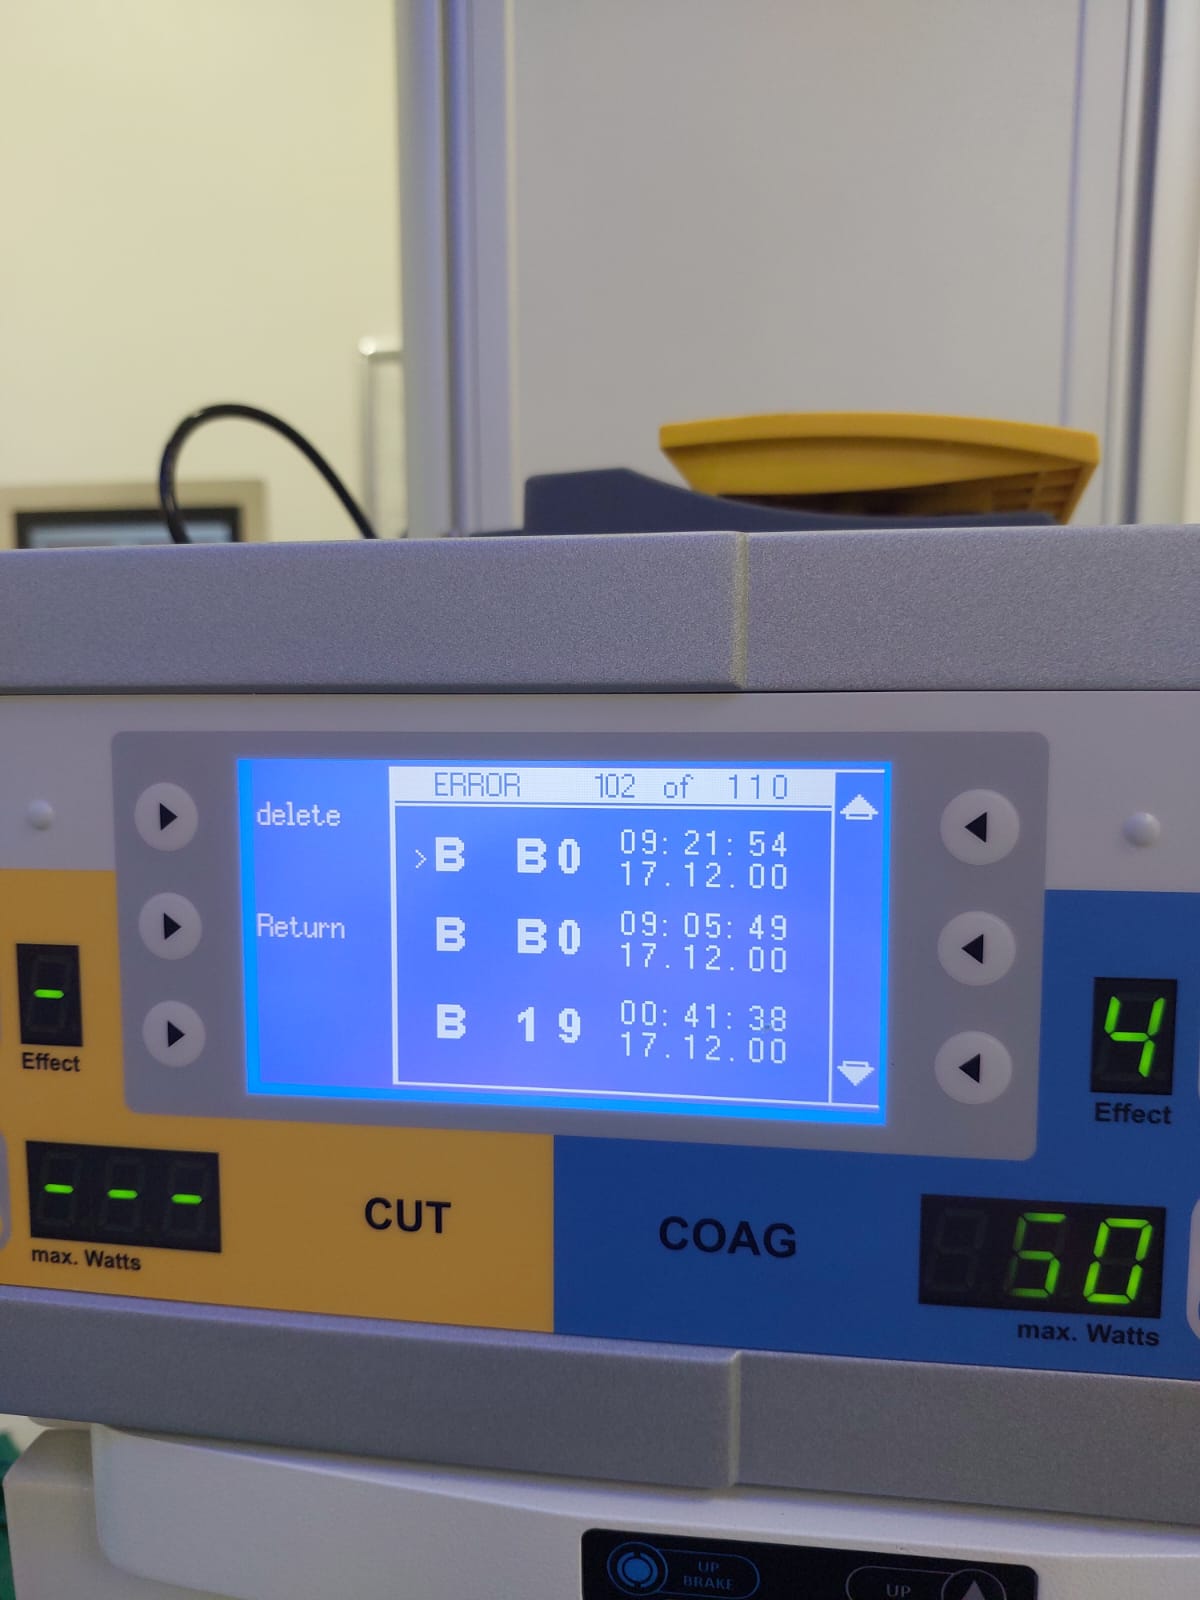 ERROR 102 of 110
delete
>B B0 09:21:54
17.12.00
Return
B B0 09:05:49
17.12.00
B 19 00:41:38
17.12.00
-
Effect
4
Effect
---
max. Watts
CUT
COAG
50
max. Watts
UP
BRAKE
UP